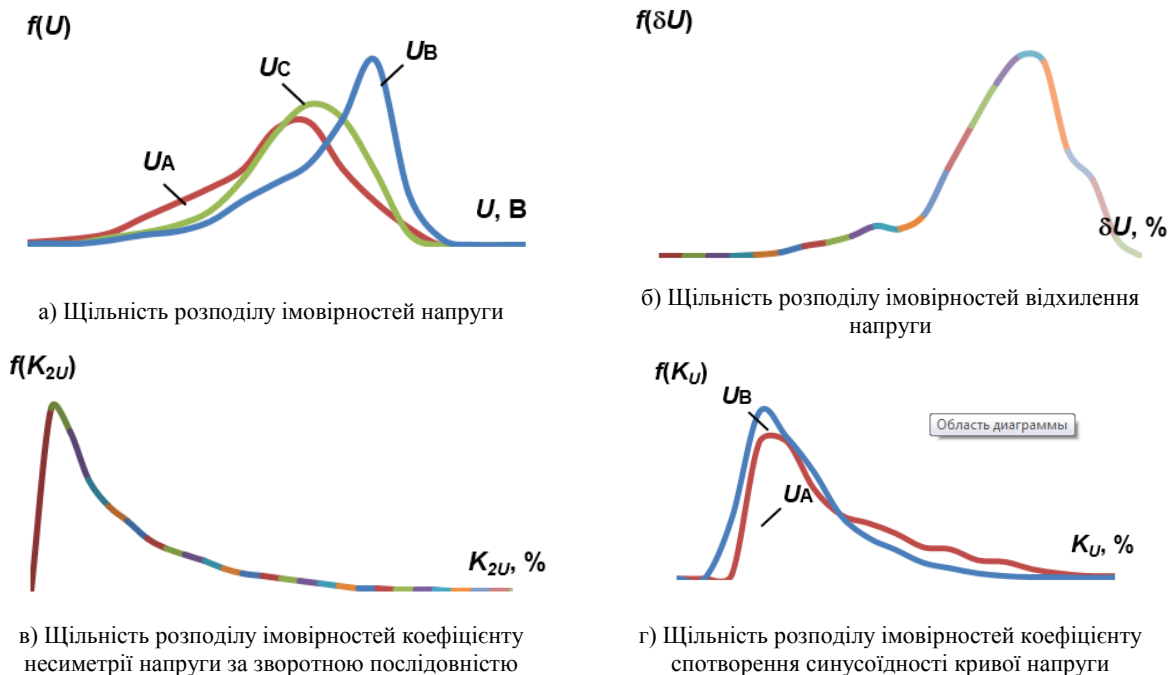 f(U)
UB
UC
UA
U, В
а) Щільність розподілу імовірностей напруги
f(δU)
δU, %
б) Щільність розподілу імовірностей відхилення
напруги
f(K2U)
K2U, %
в) Щільність розподілу імовірностей коефіцієнту
несиметрії напруги за зворотною послідовністю
f(KU)
UB
Область диаграммы
UA
KU, %
г) Щільність розподілу імовірностей коефіцієнту
спотворення синусоїдності кривої напруги